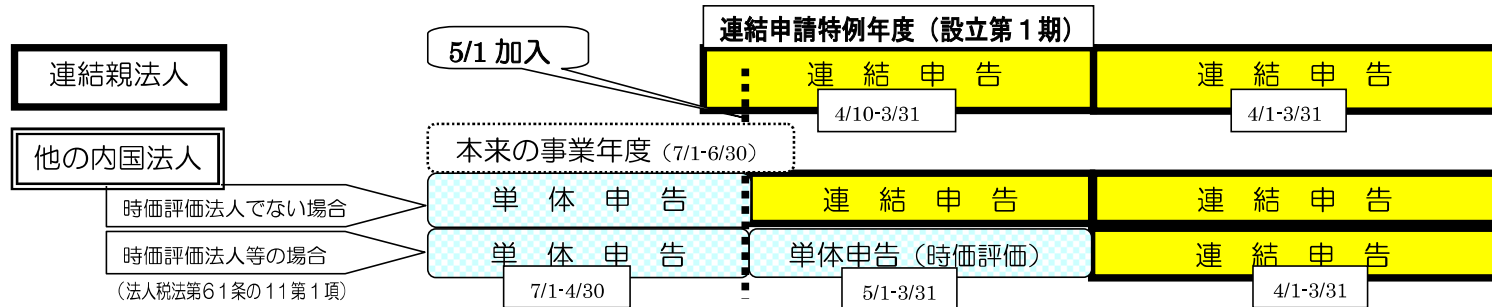 連結申請特例年度（設立第１期）
5/1 加入
連結親法人
連 結 申 告
連 結 申 告
4/10-3/31
4/1-3/31
他の内国法人
本来の事業年度（7/1-6/30）
時価評価法人でない場合
単 体 申 告
連 結 申 告
連 結 申 告
時価評価法人等の場合
単 体 申 告
単体申告（時価評価）
連 結 申 告
（法人税法第６１条の１１第１項）
7/1-4/30
5/1-3/31
4/1-3/31